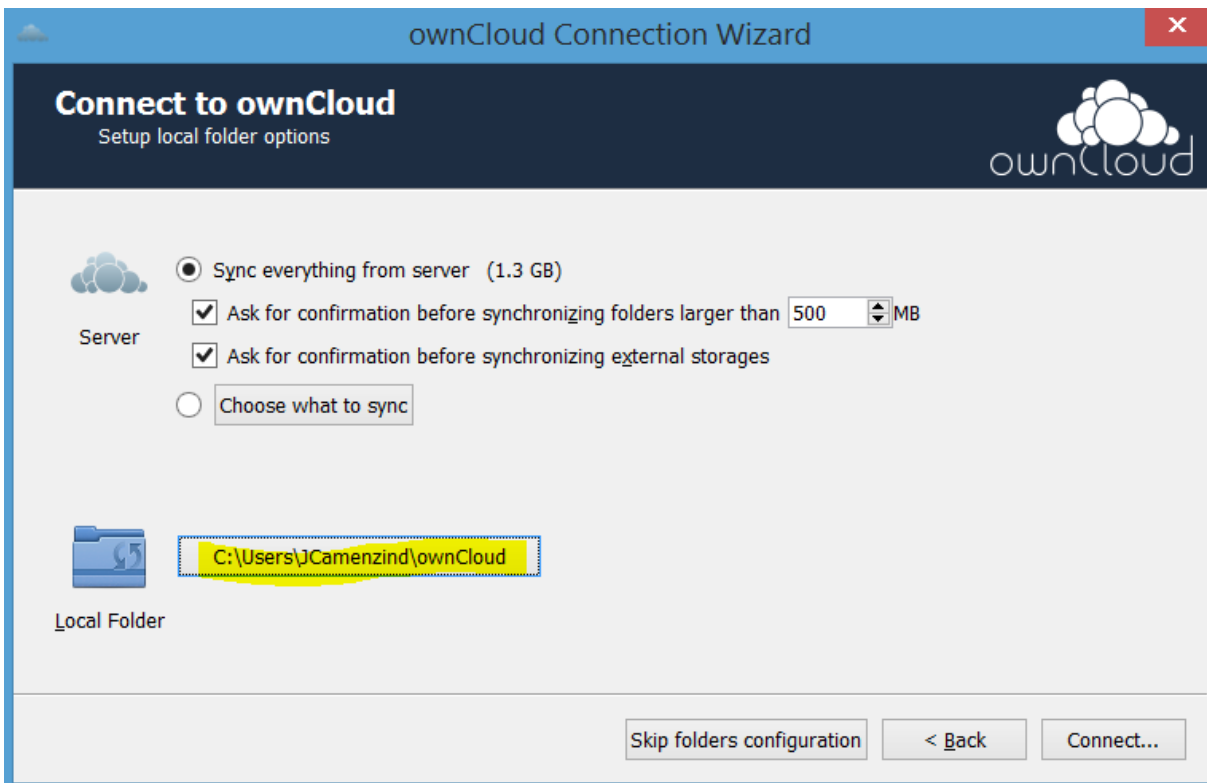 ownCloud Connection Wizard
Connect to ownCloud
Setup local folder options
ownCloud
Sync everything from server (1.3 GB)
Ask for confirmation before synchronizing folders larger than 500 MB
Server
Ask for confirmation before synchronizing external storages
Choose what to sync
C:\Users\JCamenzind\ownCloud
Local Folder
Skip folders configuration
< Back
Connect...